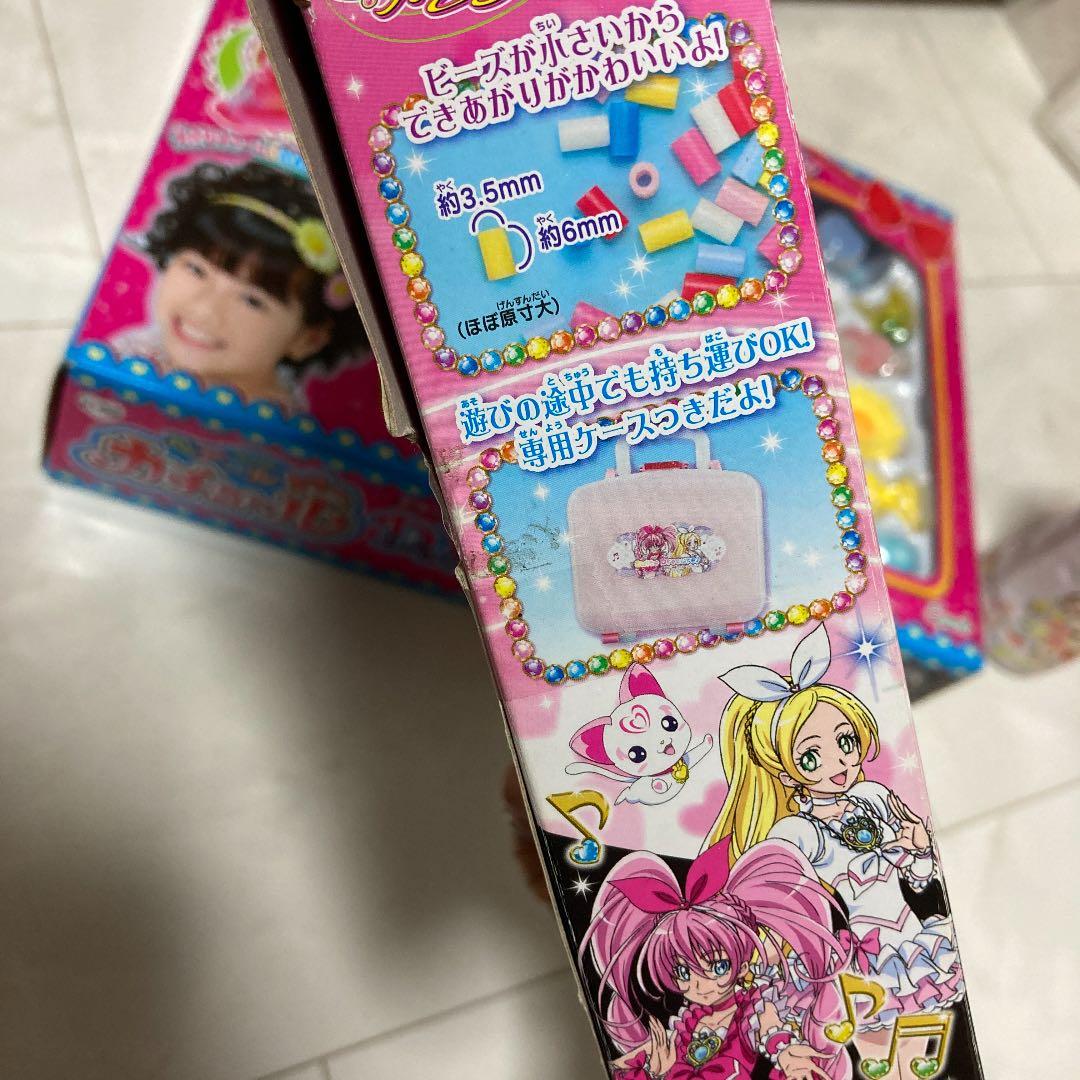 ビーズが小さいから
できあがりがかわいいよ!
約3.5mm
約6mm
(ほぼ原寸大)
遊びの途中でも持ち運びOK!
専用ケースつきだよ!